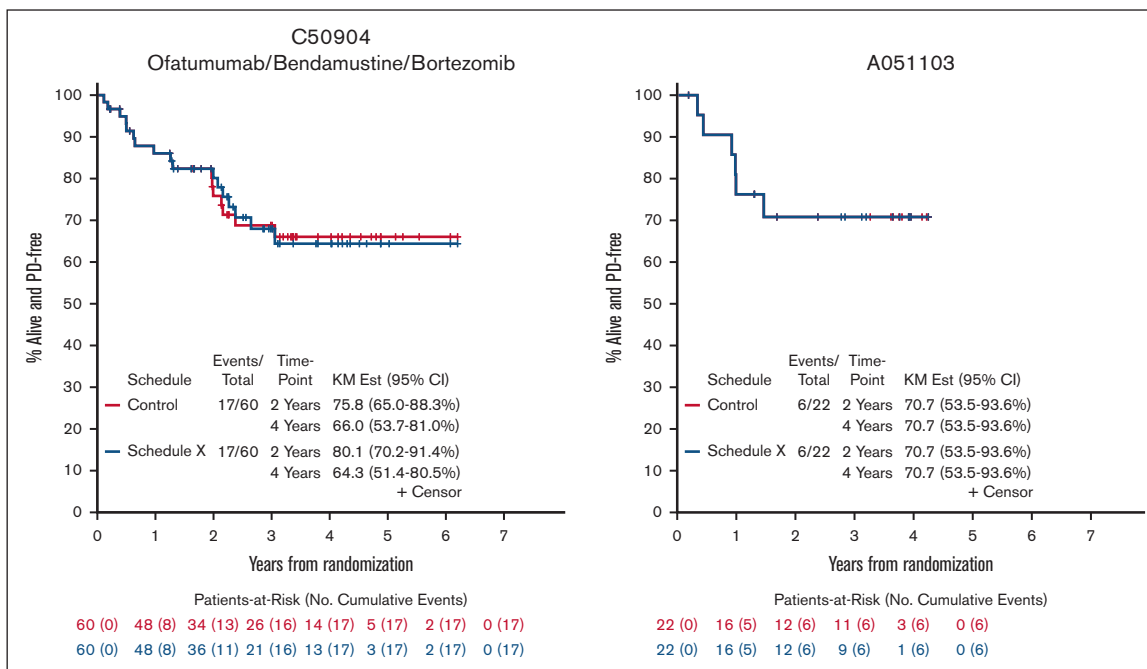 C50904
Ofatumumab/Bendamustine/Bortezomib
% Alive and PD-free
100
90
80
70
60
50
40
30
20
10
0
Schedule Events/Total Time-Point KM Est (95% CI)
Control 17/60 2 Years 75.8 (65.0-88.3%)
4 Years 66.0 (53.7-81.0%)
Schedule X 17/60 2 Years 80.1 (70.2-91.4%)
4 Years 64.3 (51.4-80.5%)
+ Censor
0 1 2 3 4 5 6 7
Years from randomization
Patients-at-Risk (No. Cumulative Events)
60 (0) 48 (8) 34 (13) 26 (16) 14 (17) 5 (17) 2 (17) 0 (17)
60 (0) 48 (8) 36 (11) 21 (16) 13 (17) 3 (17) 2 (17) 0 (17)
A051103
% Alive and PD-free
100
90
80
70
60
50
40
30
20
10
0
Schedule Events/Total Time-Point KM Est (95% CI)
Control 6/22 2 Years 70.7 (53.5-93.6%)
4 Years 70.7 (53.5-93.6%)
Schedule X 6/22 2 Years 70.7 (53.5-93.6%)
4 Years 70.7 (53.5-93.6%)
+ Censor
0 1 2 3 4 5 6 7
Years from randomization
Patients-at-Risk (No. Cumulative Events)
22 (0) 16 (5) 12 (6) 11 (6) 3 (6) 0 (6)
22 (0) 16 (5) 12 (6) 9 (6) 1 (6) 0 (6)